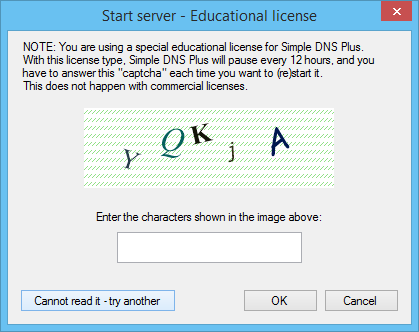 Start server - Educational license
NOTE: You are using a special educational license for Simple DNS Plus.
With this license type, Simple DNS Plus will pause every 12 hours, and you
have to answer this "captcha" each time you want to (re)start it.
This does not happen with commercial licenses.
Y Q K j A
Enter the characters shown in the image above:
Cannot read it - try another
OK
Cancel